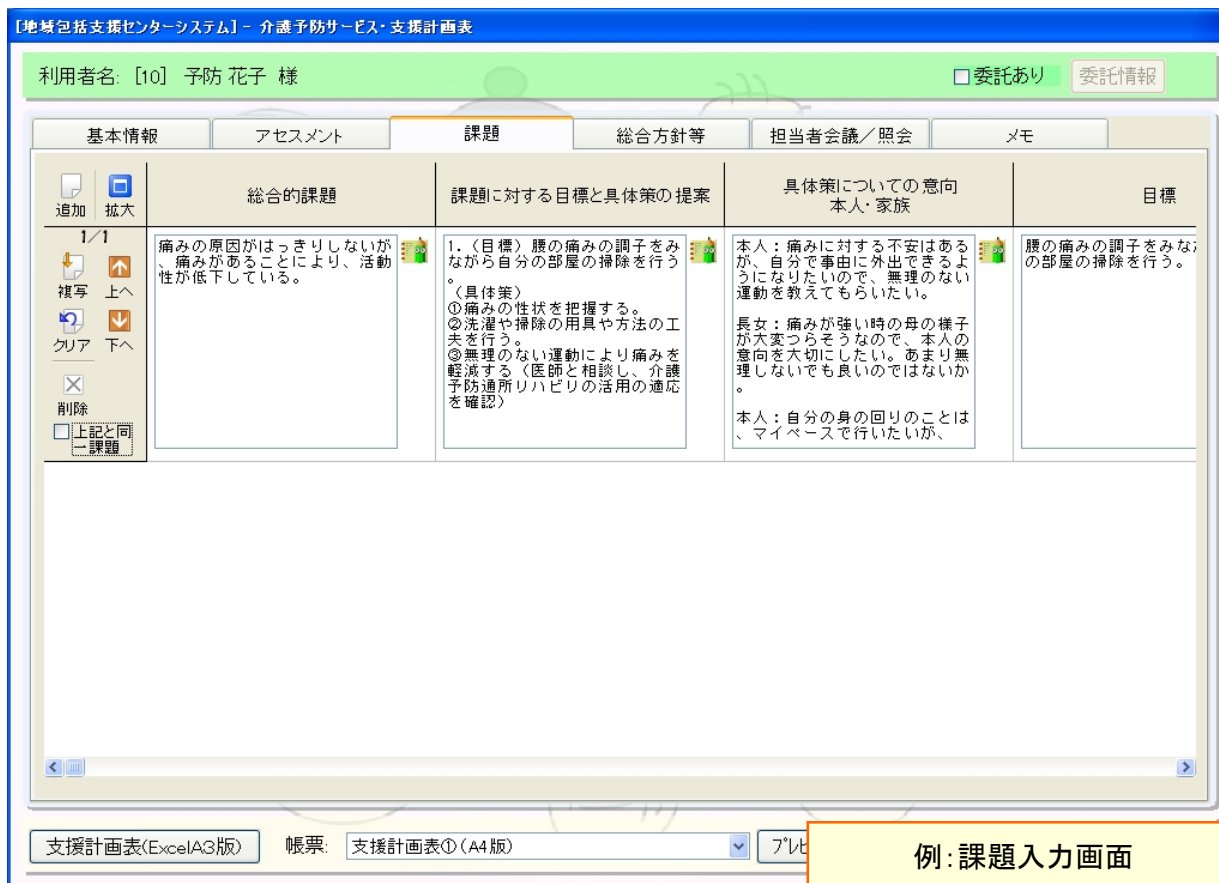 [地域包括支援センターシステム] - 介護予防サービス・支援計画表
利用者名: [10] 予防 花子 様
委託あり
委託情報
基本情報
アセスメント
課題
総合方針等
担当者会議／照会
メモ
追加
拡大
総合的課題
課題に対する目標と具体策の提案
具体策についての意向
本人・家族
目標
1/1
複写
上へ
クリア
下へ
削除
上記と同
一課題
痛みの原因がはっきりしないが
、痛みがあることにより、活動
性が低下している。
1.（目標）腰の痛みの調子をみ
ながら自分の部屋の掃除を行う
。
（具体策）
①痛みの性状を把握する。
②洗濯や掃除の用具や方法の工
夫を行う。
③無理のない運動により痛みを
軽減する（医師と相談し、介護
予防通所リハビリの活用の適応
を確認）
本人：痛みに対する不安はある
が、自分で事由に外出できるよ
うになりたいので、無理のない
運動を教えてもらいたい。
長女：痛みが強い時の母の様子
が大変つらそうなので、本人の
意向を大切にしたい。あまり無
理しないでも良いのではないか
。
本人：自分の身の回りのことは
、マイペースで行いたいが、
腰の痛みの調子をみな
の部屋の掃除を行う。
支援計画表(ExcelA3版)
帳票:
支援計画表①(A4版)
プレビ
例：課題入力画面